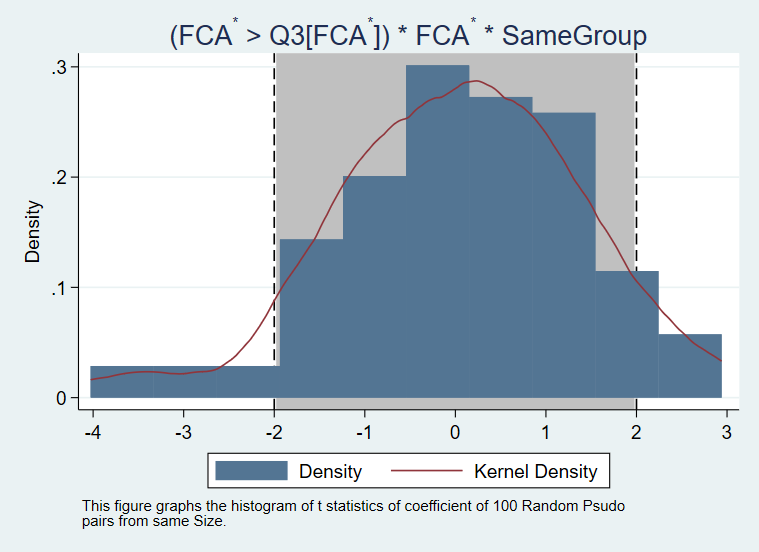 (FCA* > Q3[FCA*]) * FCA* * SameGroup
.3
.2
.1
0
Density
-4 -3 -2 -1 0 1 2 3
Density Kernel Density
This figure graphs the histogram of t statistics of coefficient of 100 Random Psudo
pairs from same Size.